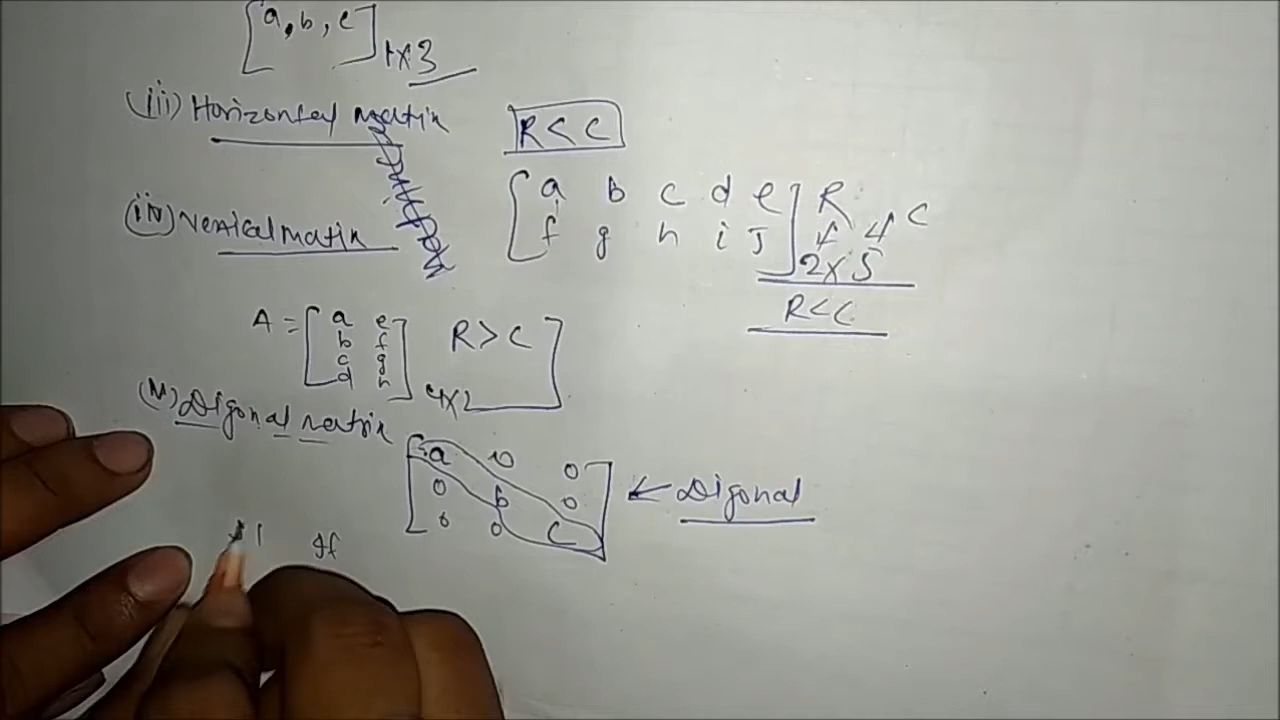 [a, b, c] 1×3
(iii) Horizontal matrix R < C
[a b c d e
f g h i J] 2×5 R C
R < C
(iv) Vertical matrix
A = [a e
b f
c g
d h] 4×2 R > C
(v) Digonal matrix
[a 0 0
0 b 0
0 0 C] ← Digonal
If